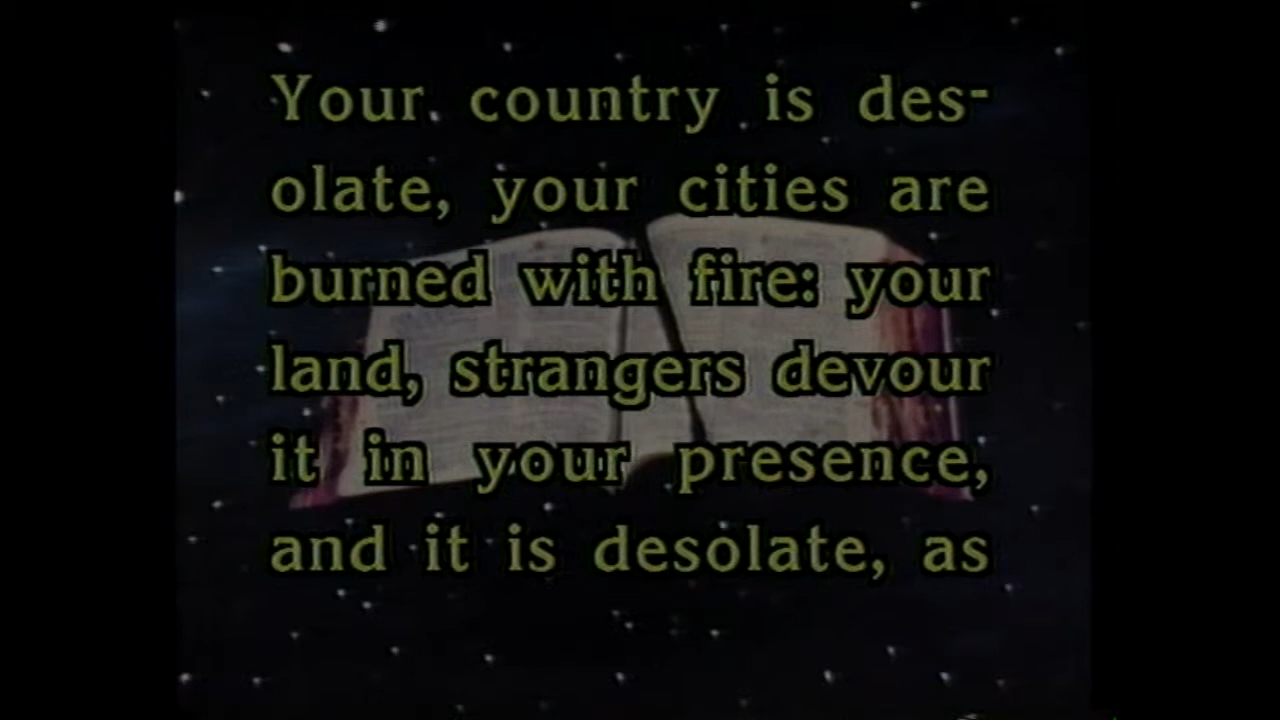 Your country is des-
olate, your cities are
burned with fire: your
land, strangers devour
it in your presence,
and it is desolate, as